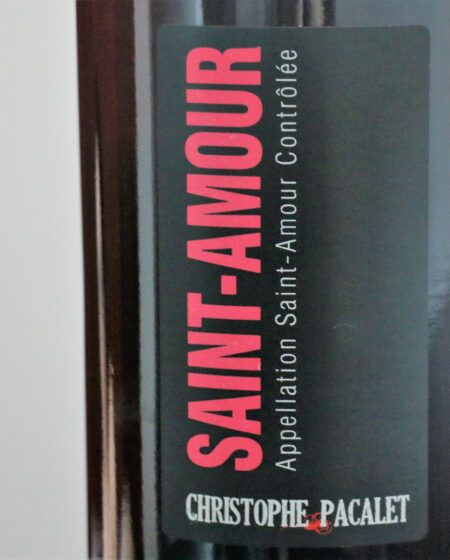 SAINT-AMOUR
Appellation Saint-Amour Contrôlée
CHRISTOPHE PACALET